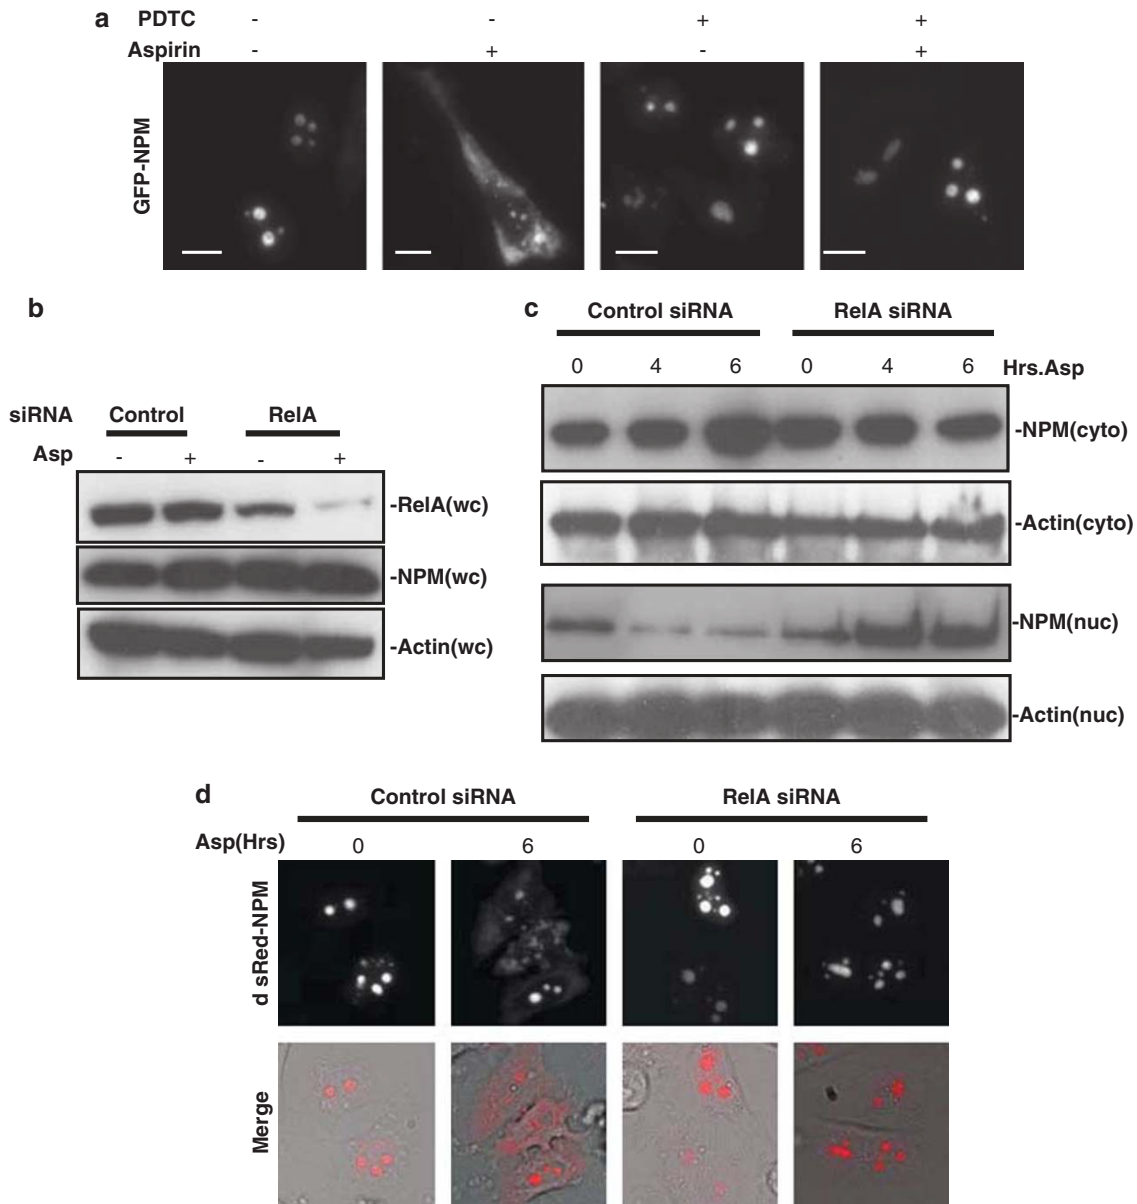 a
PDTC - - + +
Aspirin - + - +
GFP-NPM
b
siRNA Control RelA
Asp - + - +
-RelA(wc)
-NPM(wc)
-Actin(wc)
c
Control siRNA RelA siRNA
0 4 6 0 4 6 Hrs.Asp
-NPM(cyto)
-Actin(cyto)
-NPM(nuc)
-Actin(nuc)
d
Control siRNA RelA siRNA
Asp(Hrs) 0 6 0 6
d sRed-NPM
Merge